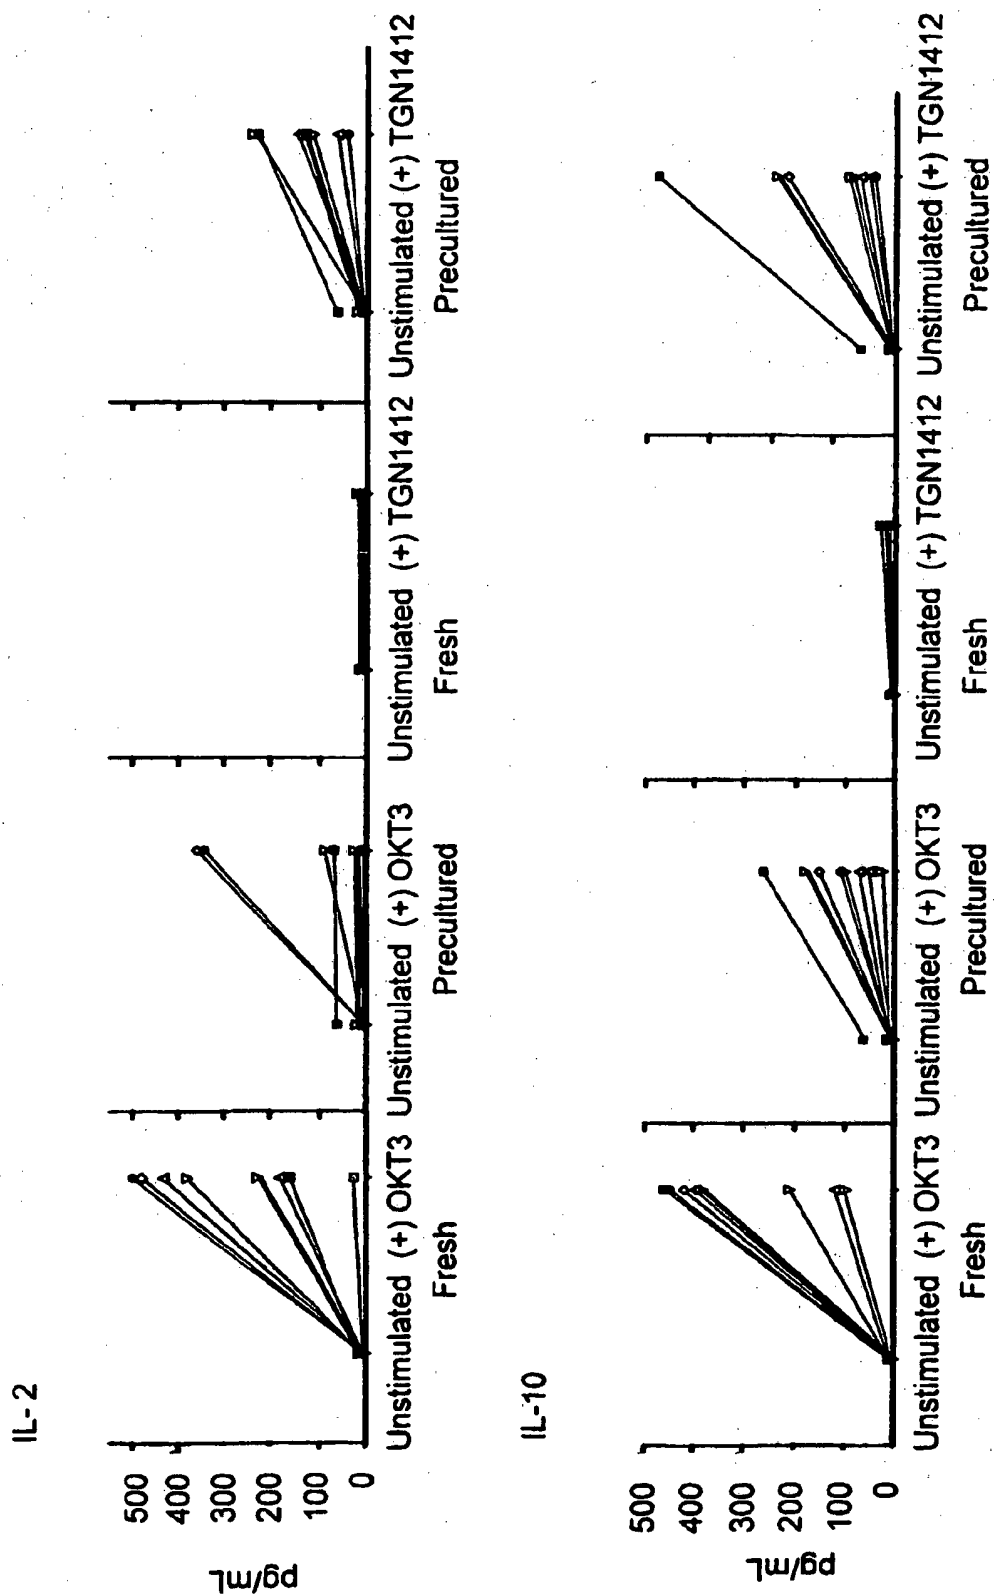 IL-2
pg/mL
500
400
300
200
100
0
Unstimulated (+) OKT3 Unstimulated (+) OKT3 Unstimulated (+) TGN1412 Unstimulated (+) TGN1412
Fresh Precultured Fresh Precultured
IL-10
pg/mL
500
400
300
200
100
0
Unstimulated (+) OKT3 Unstimulated (+) OKT3 Unstimulated (+) TGN1412 Unstimulated (+) TGN1412
Fresh Precultured Fresh Precultured